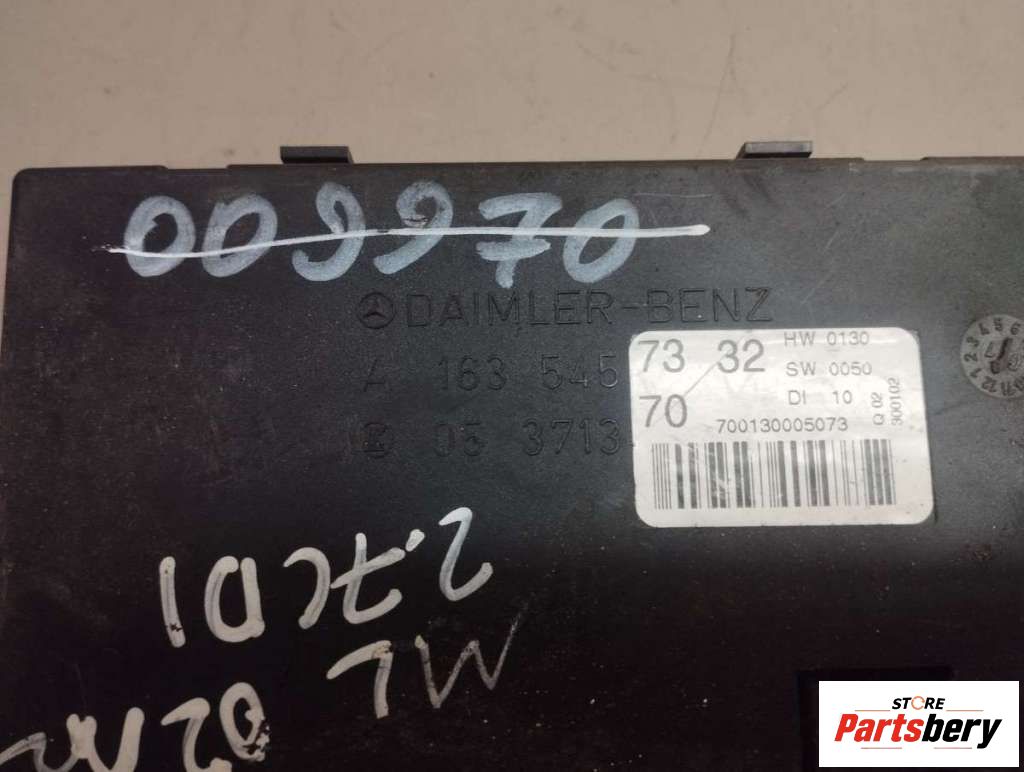 009970
DAIMLER-BENZ
A 163 545 73 32
05 3713 70
HW 0130
SW 0050
DI 10
700130005073
Q 02
300102
ML
2.7CDI
STORE
Partsbery